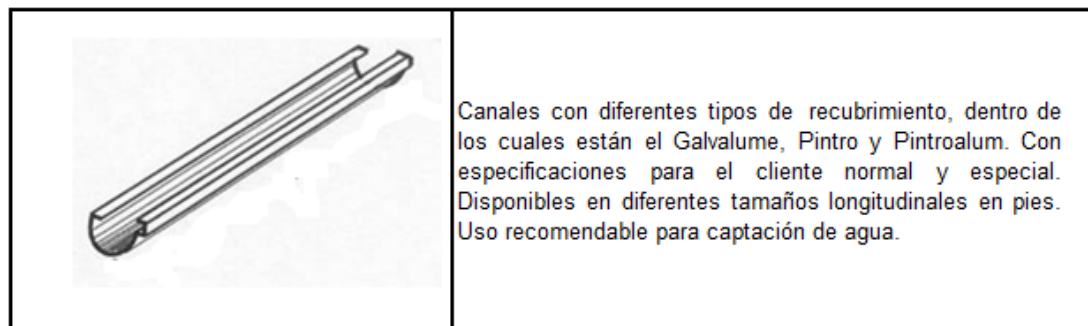 Canales con diferentes tipos de recubrimiento, dentro de
los cuales están el Galvalume, Pintro y Pintroalum. Con
especificaciones para el cliente normal y especial.
Disponibles en diferentes tamaños longitudinales en pies.
Uso recomendable para captación de agua.